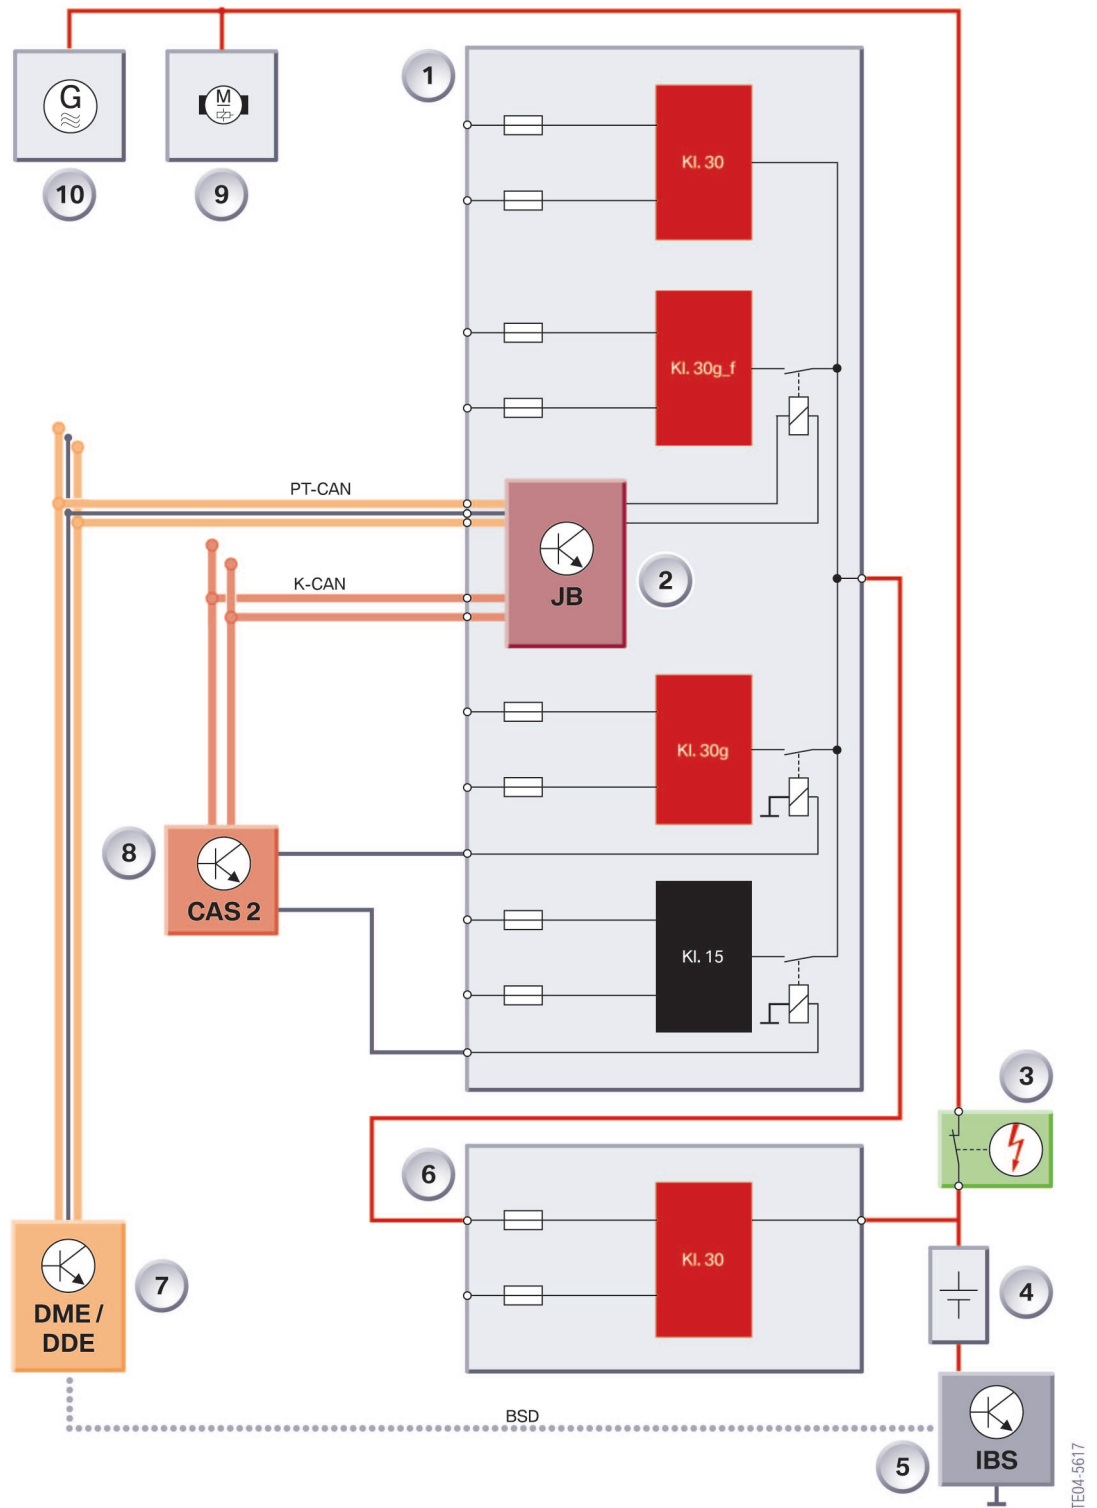 1
G
M
10
9
Kl. 30
Kl. 30g_f
PT-CAN
K-CAN
JB
2
Kl. 30g
8
CAS 2
Kl. 15
3
6
Kl. 30
7
DME /
DDE
4
BSD
5
IBS
TE04-5617